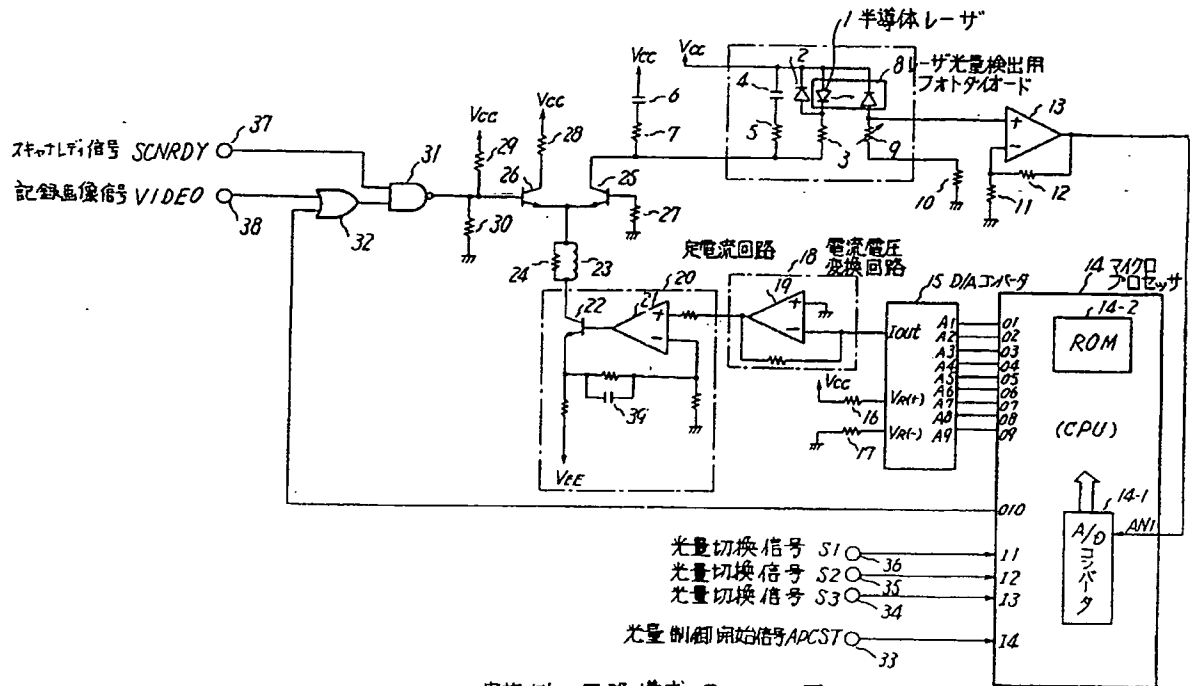 1 半導体レーザ
Vcc
Vcc
Vcc
Vcc
2
4
5
3
6
7
8 レーザ光量検出用
フォトダイオード
9
10
13
12
11
37
スキャナレディ信号 SCNRDY
記録画像信号 VIDEO
38
31
32
29
30
26
28
25
27
24
23
定電流回路
20
22
21
39
VEE
18
電流電圧
変換回路
19
15 D/Aコンバータ
Iout
VR(+)
VR(-)
Vcc
16
17
A1
A2
A3
A4
A5
A6
A7
A8
A9
14 マイクロ
プロセッサ
14-2
ROM
(CPU)
01
02
03
04
05
06
07
08
09
010
14-1
A/D
コンバータ
AN1
光量切換信号 S1
36
I1
光量切換信号 S2
35
I2
光量切換信号 S3
34
I3
光量制御開始信号 APCST
33
I4